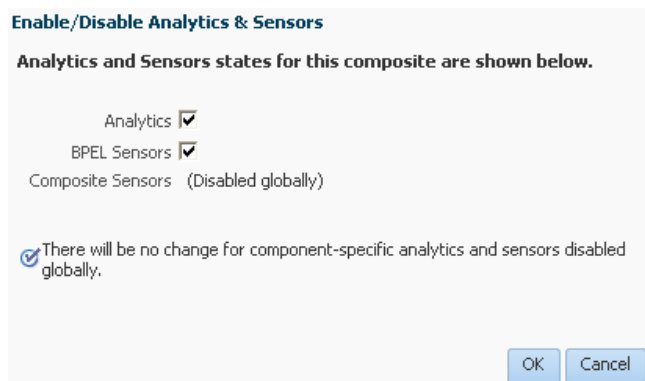 Enable/Disable Analytics & Sensors
Analytics and Sensors states for this composite are shown below.
Analytics
BPEL Sensors
Composite Sensors (Disabled globally)
There will be no change for component-specific analytics and sensors disabled
globally.
OK Cancel